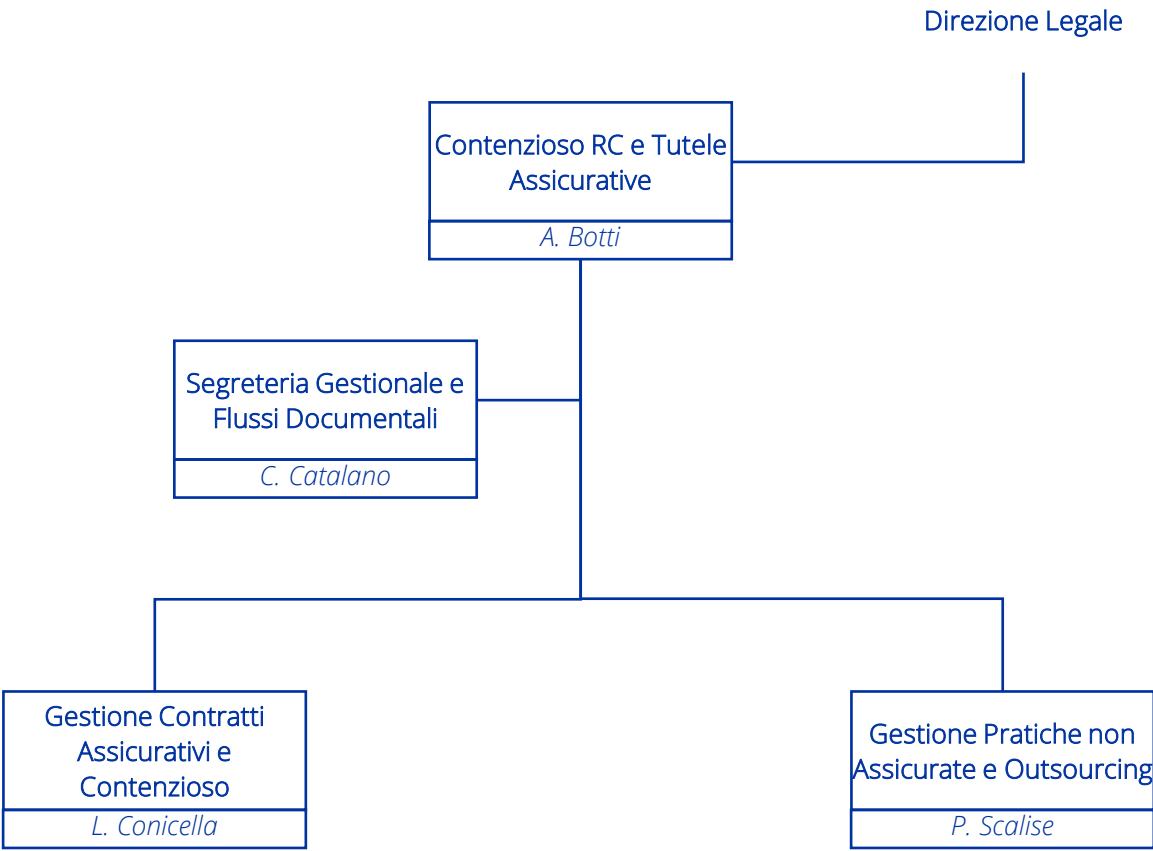 Direzione Legale
Contenzioso RC e Tutele
Assicurative
A. Botti
Segreteria Gestionale e
Flussi Documentali
C. Catalano
Gestione Contratti
Assicurativi e
Contenzioso
L. Conicella
Gestione Pratiche non
Assicurate e Outsourcing
P. Scalise